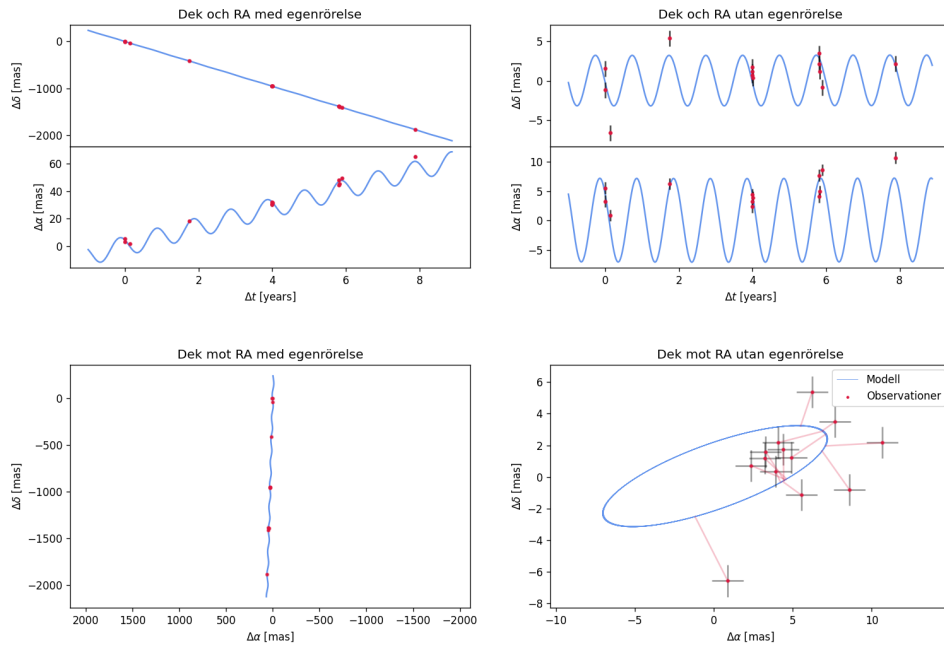 Dek och RA med egenrörelse
Δδ [mas]
0
−1000
−2000
Δα [mas]
60
40
20
0
0 2 4 6 8
Δt [years]
Dek och RA utan egenrörelse
Δδ [mas]
5
0
−5
Δα [mas]
10
5
0
−5
0 2 4 6 8
Δt [years]
Dek mot RA med egenrörelse
Δδ [mas]
0
−500
−1000
−1500
−2000
2000 1500 1000 500 0 −500 −1000 −1500 −2000
Δα [mas]
Dek mot RA utan egenrörelse
Modell
Observationer
Δδ [mas]
6
4
2
0
−2
−4
−6
−8
−10 −5 0 5 10
Δα [mas]